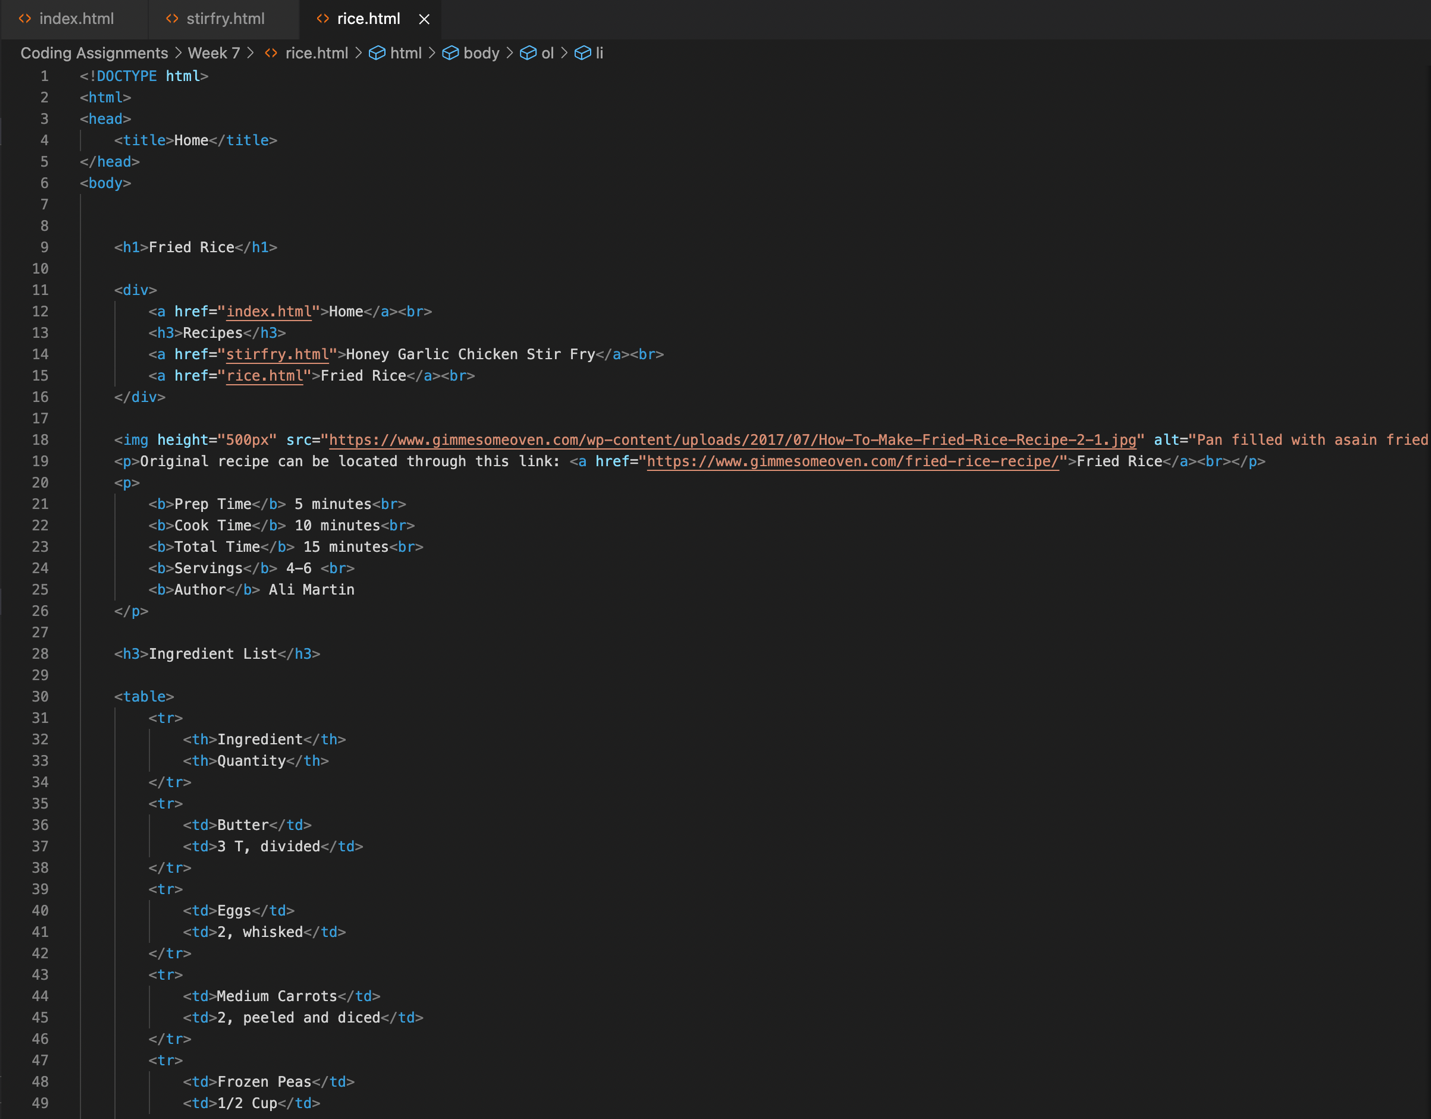 index.html stirfry.html rice.html ×
Coding Assignments > Week 7 > rice.html > html > body > ol > li
1 <!DOCTYPE html>
2 <html>
3 <head>
4 <title>Home</title>
5 </head>
6 <body>
7
8
9 <h1>Fried Rice</h1>
10
11 <div>
12 <a href="index.html">Home</a><br>
13 <h3>Recipes</h3>
14 <a href="stirfry.html">Honey Garlic Chicken Stir Fry</a><br>
15 <a href="rice.html">Fried Rice</a><br>
16 </div>
17
18 <img height="500px" src="https://www.gimmesomeoven.com/wp-content/uploads/2017/07/How-To-Make-Fried-Rice-Recipe-2-1.jpg" alt="Pan filled with asain fried
19 <p>Original recipe can be located through this link: <a href="https://www.gimmesomeoven.com/fried-rice-recipe/">Fried Rice</a><br></p>
20 <p>
21 <b>Prep Time</b> 5 minutes<br>
22 <b>Cook Time</b> 10 minutes<br>
23 <b>Total Time</b> 15 minutes<br>
24 <b>Servings</b> 4-6 <br>
25 <b>Author</b> Ali Martin
26 </p>
27
28 <h3>Ingredient List</h3>
29
30 <table>
31 <tr>
32 <th>Ingredient</th>
33 <th>Quantity</th>
34 </tr>
35 <tr>
36 <td>Butter</td>
37 <td>3 T, divided</td>
38 </tr>
39 <tr>
40 <td>Eggs</td>
41 <td>2, whisked</td>
42 </tr>
43 <tr>
44 <td>Medium Carrots</td>
45 <td>2, peeled and diced</td>
46 </tr>
47 <tr>
48 <td>Frozen Peas</td>
49 <td>1/2 Cup</td>